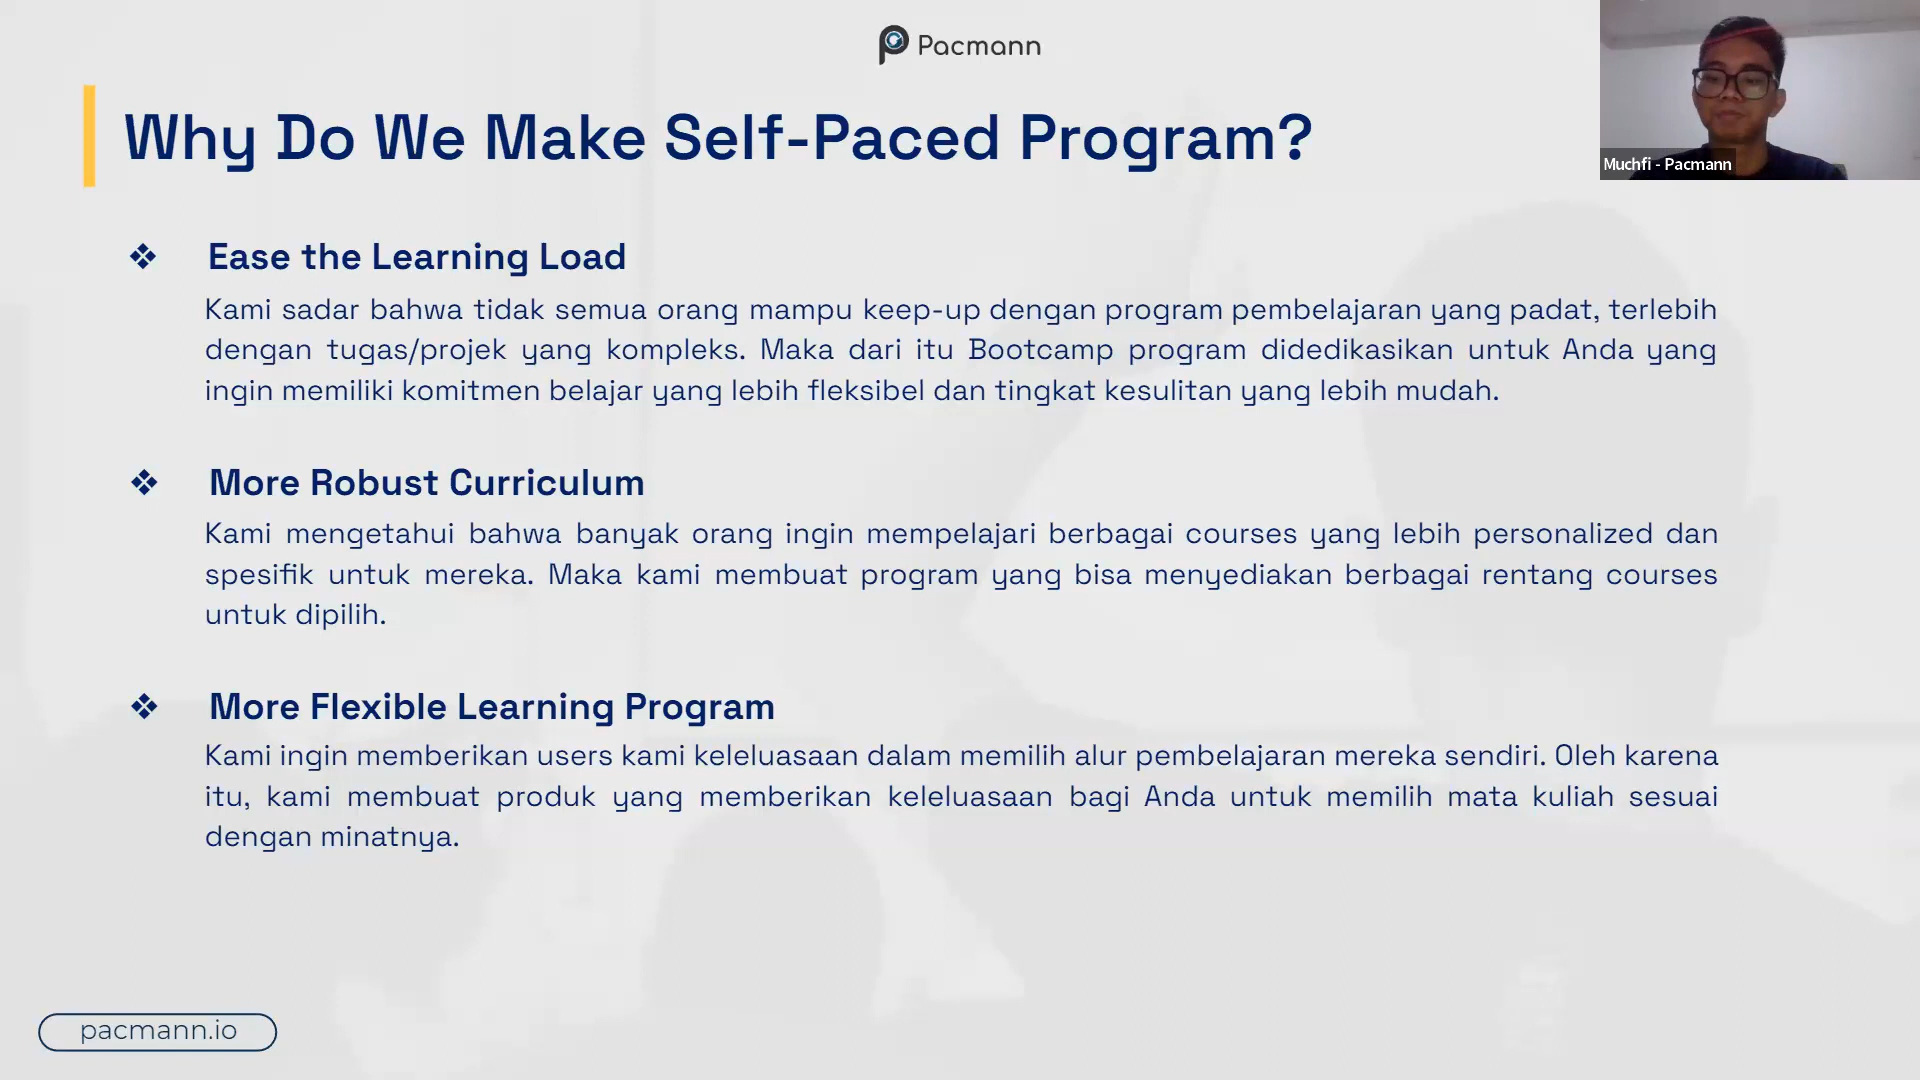 Pacmann
Why Do We Make Self-Paced Program?
Muchfi - Pacmann
❖ Ease the Learning Load
Kami sadar bahwa tidak semua orang mampu keep-up dengan program pembelajaran yang padat, terlebih
dengan tugas/projek yang kompleks. Maka dari itu Bootcamp program didedikasikan untuk Anda yang
ingin memiliki komitmen belajar yang lebih fleksibel dan tingkat kesulitan yang lebih mudah.
❖ More Robust Curriculum
Kami mengetahui bahwa banyak orang ingin mempelajari berbagai courses yang lebih personalized dan
spesifik untuk mereka. Maka kami membuat program yang bisa menyediakan berbagai rentang courses
untuk dipilih.
❖ More Flexible Learning Program
Kami ingin memberikan users kami keleluasaan dalam memilih alur pembelajaran mereka sendiri. Oleh karena
itu, kami membuat produk yang memberikan keleluasaan bagi Anda untuk memilih mata kuliah sesuai
dengan minatnya.
pacmann.io